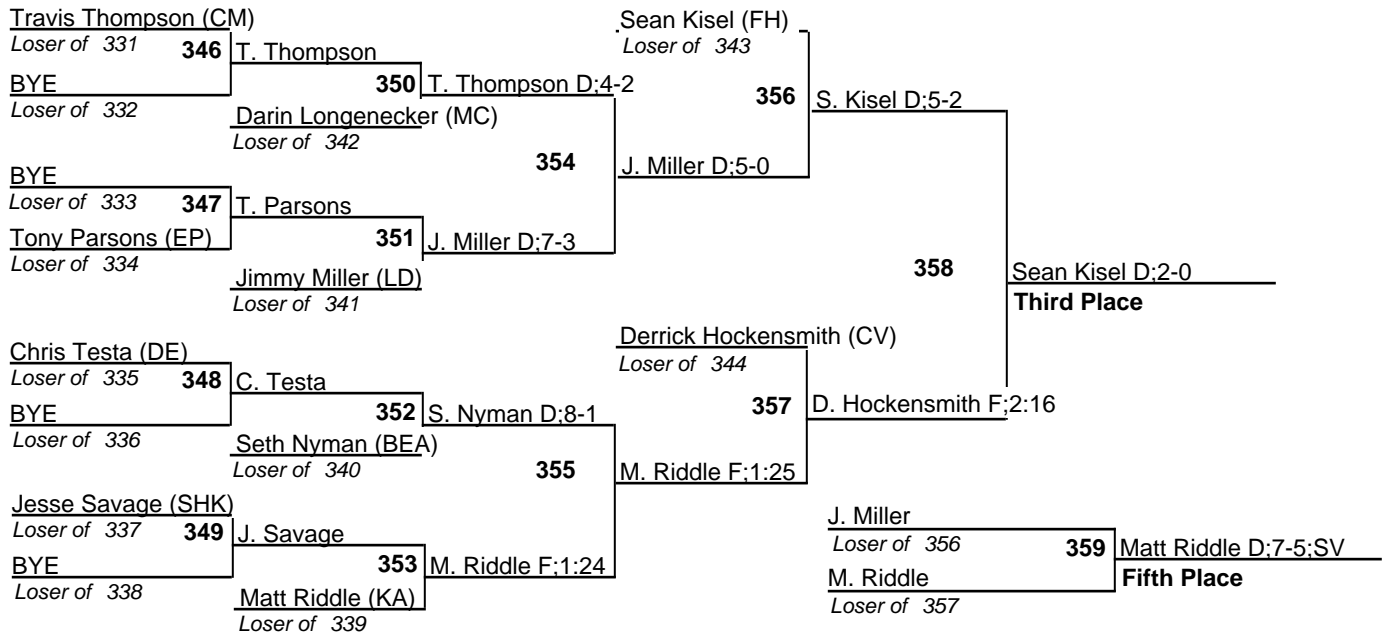 Travis Thompson (CM)
Loser of 331
346
T. Thompson
BYE
Loser of 332
350
T. Thompson D;4-2
Darin Longenecker (MC)
Loser of 342
BYE
Loser of 333
347
T. Parsons
Tony Parsons (EP)
Loser of 334
351
J. Miller D;7-3
Jimmy Miller (LD)
Loser of 341
354
J. Miller D;5-0
Sean Kisel (FH)
Loser of 343
356
S. Kisel D;5-2
Chris Testa (DE)
Loser of 335
348
C. Testa
BYE
Loser of 336
352
S. Nyman D;8-1
Seth Nyman (BEA)
Loser of 340
Jesse Savage (SHK)
Loser of 337
349
J. Savage
BYE
Loser of 338
353
M. Riddle F;1:24
Matt Riddle (KA)
Loser of 339
355
M. Riddle F;1:25
Derrick Hockensmith (CV)
Loser of 344
357
D. Hockensmith F;2:16
358
Sean Kisel D;2-0
Third Place
J. Miller
Loser of 356
359
Matt Riddle D;7-5;SV
Fifth Place
M. Riddle
Loser of 357